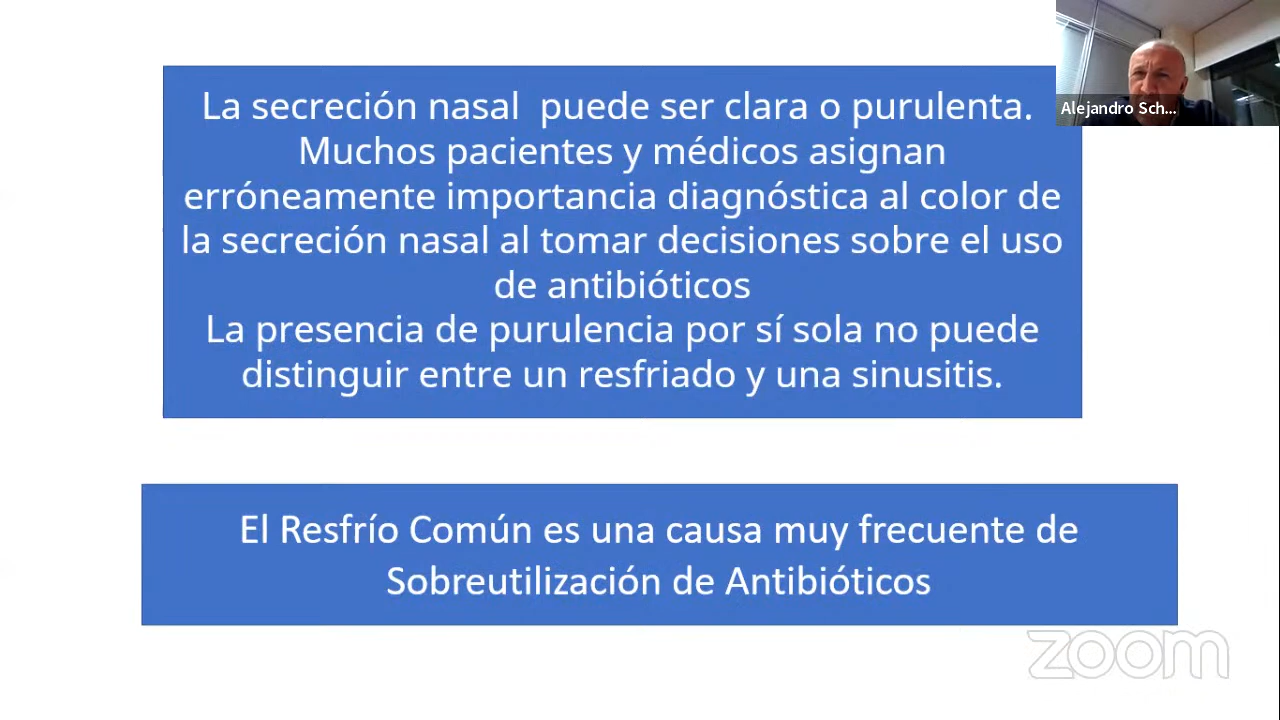 La secreción nasal  puede ser clara o purulenta.
Muchos pacientes y médicos asignan
erróneamente importancia diagnóstica al color de
la secreción nasal al tomar decisiones sobre el uso
de antibióticos
La presencia de purulencia por sí sola no puede
distinguir entre un resfriado y una sinusitis.
Alejandro Sch...
El Resfrío Común es una causa muy frecuente de
Sobreutilización de Antibióticos
zoom